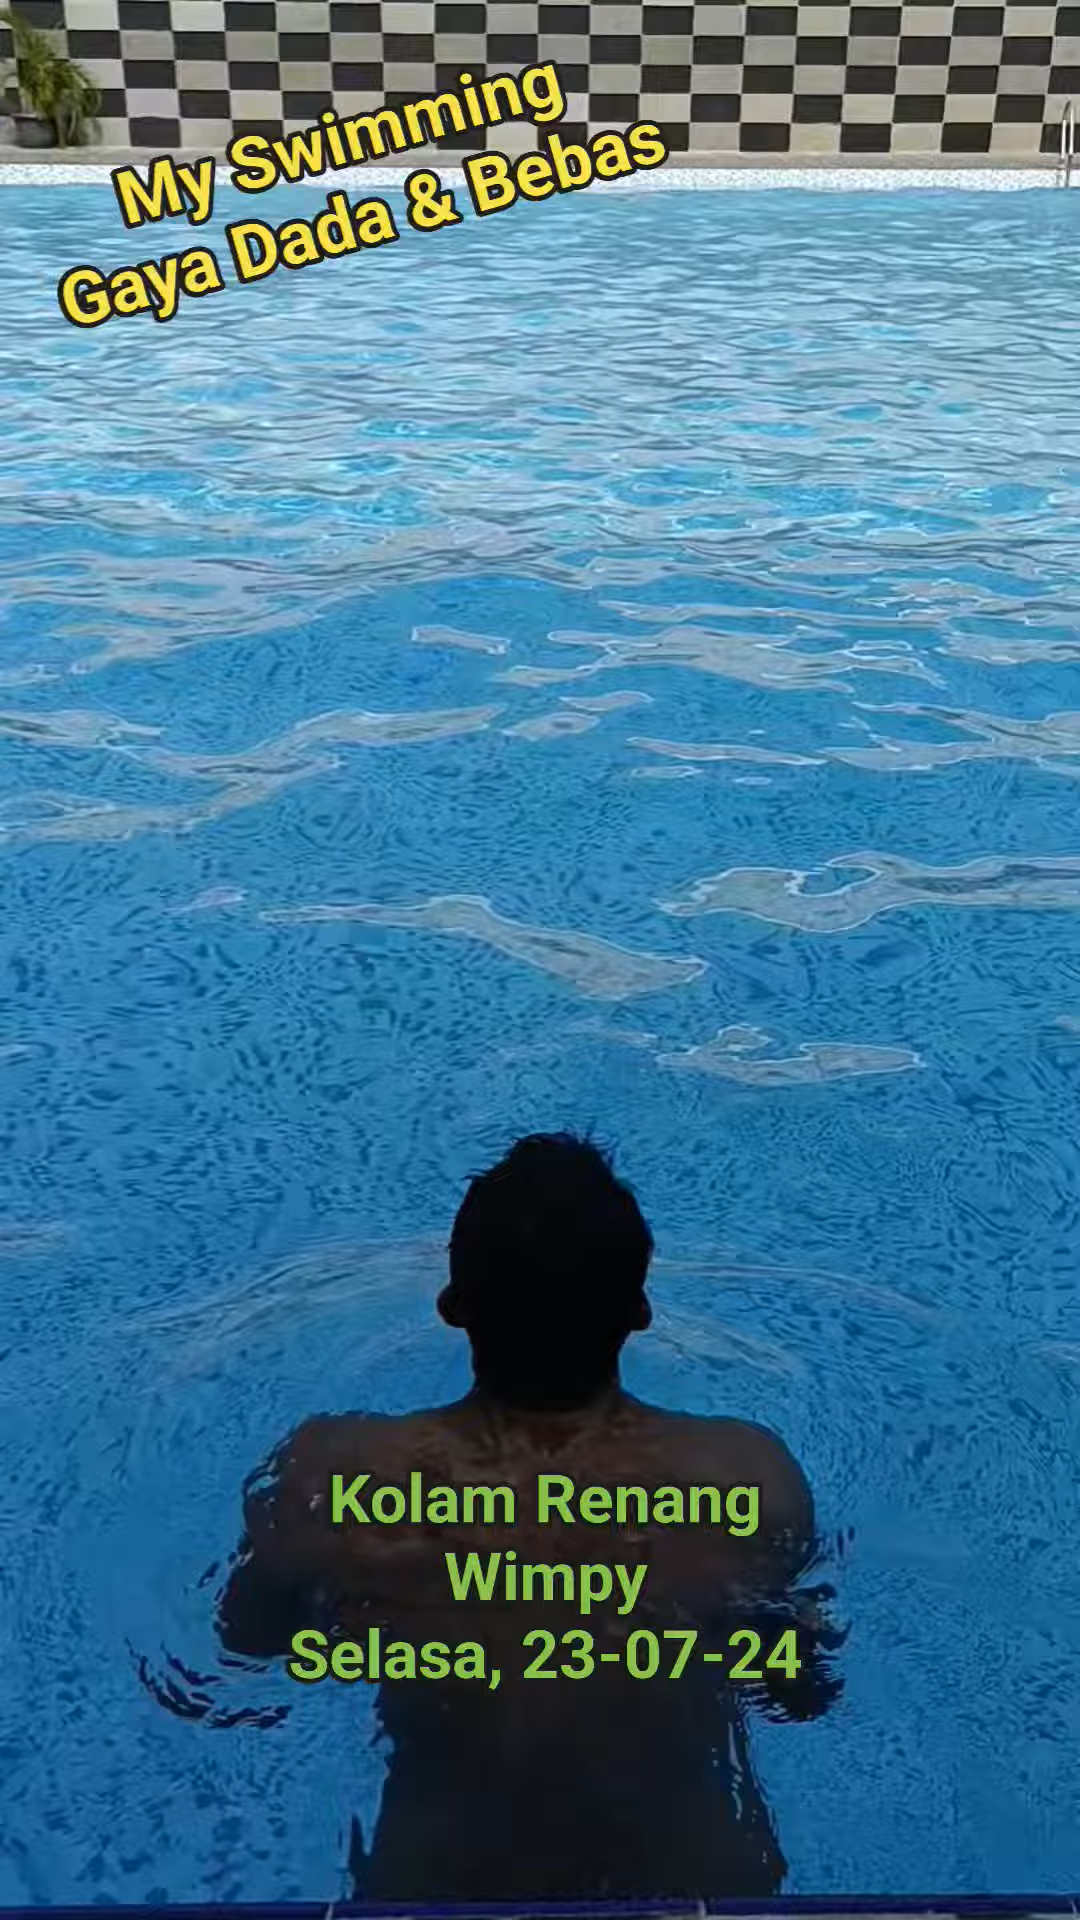 My Swimming
Gaya Dada & Bebas
Kolam Renang
Wimpy
Selasa, 23-07-24